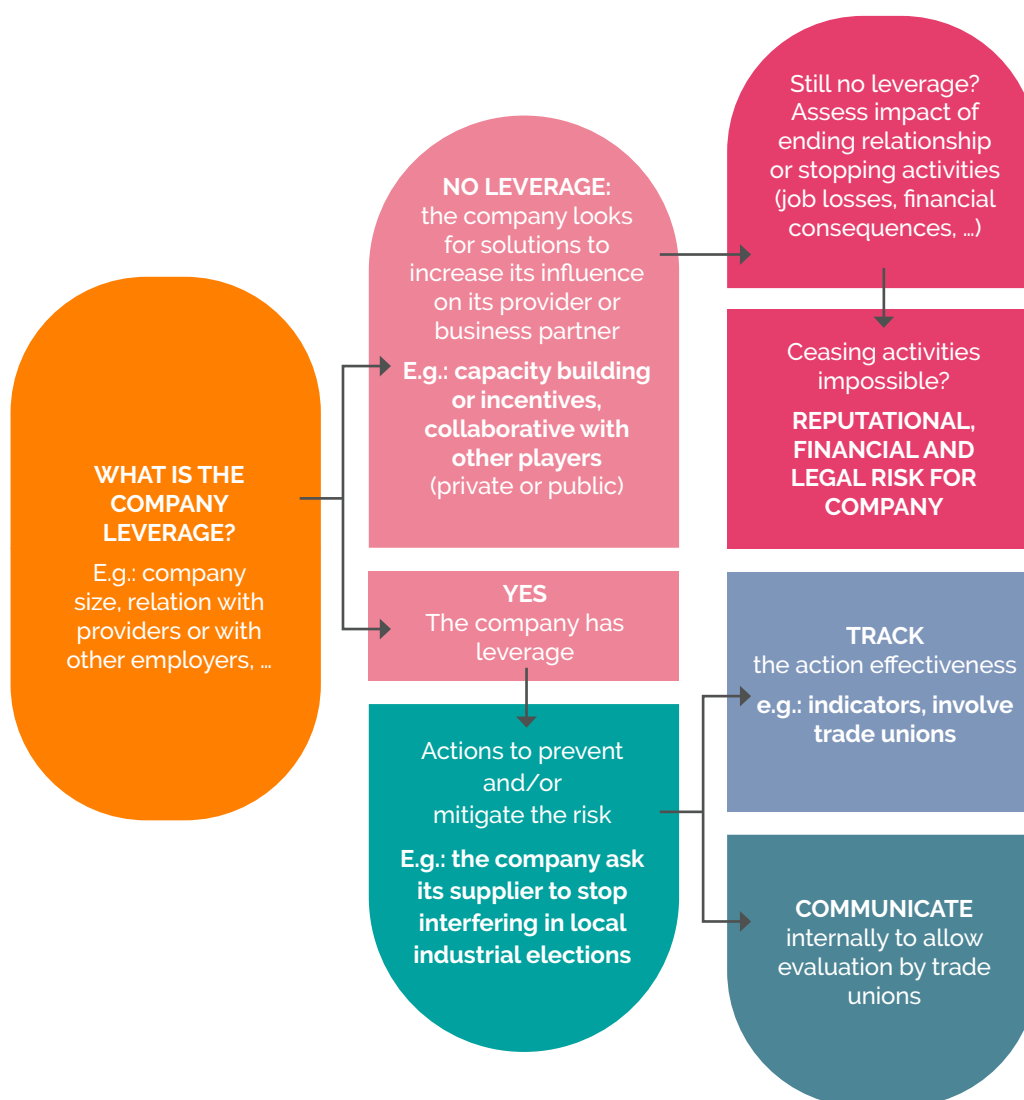 WHAT IS THE
COMPANY
LEVERAGE?
E.g.: company
size, relation with
providers or with
other employers, ...
NO LEVERAGE:
the company looks
for solutions to
increase its influence
on its provider or
business partner
E.g.: capacity building
or incentives,
collaborative with
other players
(private or public)
YES
The company has
leverage
Actions to prevent
and/or
mitigate the risk
E.g.: the company ask
its supplier to stop
interfering in local
industrial elections
Still no leverage?
Assess impact of
ending relationship
or stopping activities
(job losses, financial
consequences, ...)
Ceasing activities
impossible?
REPUTATIONAL,
FINANCIAL AND
LEGAL RISK FOR
COMPANY
TRACK
the action effectiveness
e.g.: indicators, involve
trade unions
COMMUNICATE
internally to allow
evaluation by trade
unions